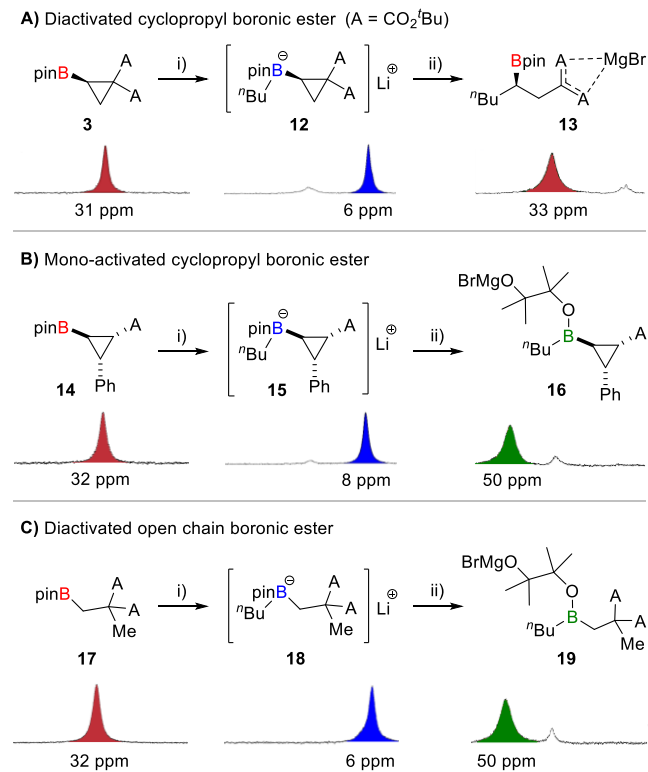 A) Diactivated cyclopropyl boronic ester (A = CO₂ᵗBu)
pinB A A
3
i)
pinB ⊖ ⁿBu A A Li⊕
12
ii)
Bpin ⁿBu A A MgBr
13
31 ppm
6 ppm
33 ppm
B) Mono-activated cyclopropyl boronic ester
pinB A Ph
14
i)
pinB ⊖ ⁿBu A Ph Li⊕
15
ii)
BrMgO O B ⁿBu A Ph
16
32 ppm
8 ppm
50 ppm
C) Diactivated open chain boronic ester
pinB A A Me
17
i)
pinB ⊖ ⁿBu A A Me Li⊕
18
ii)
BrMgO O B ⁿBu A A Me
19
32 ppm
6 ppm
50 ppm